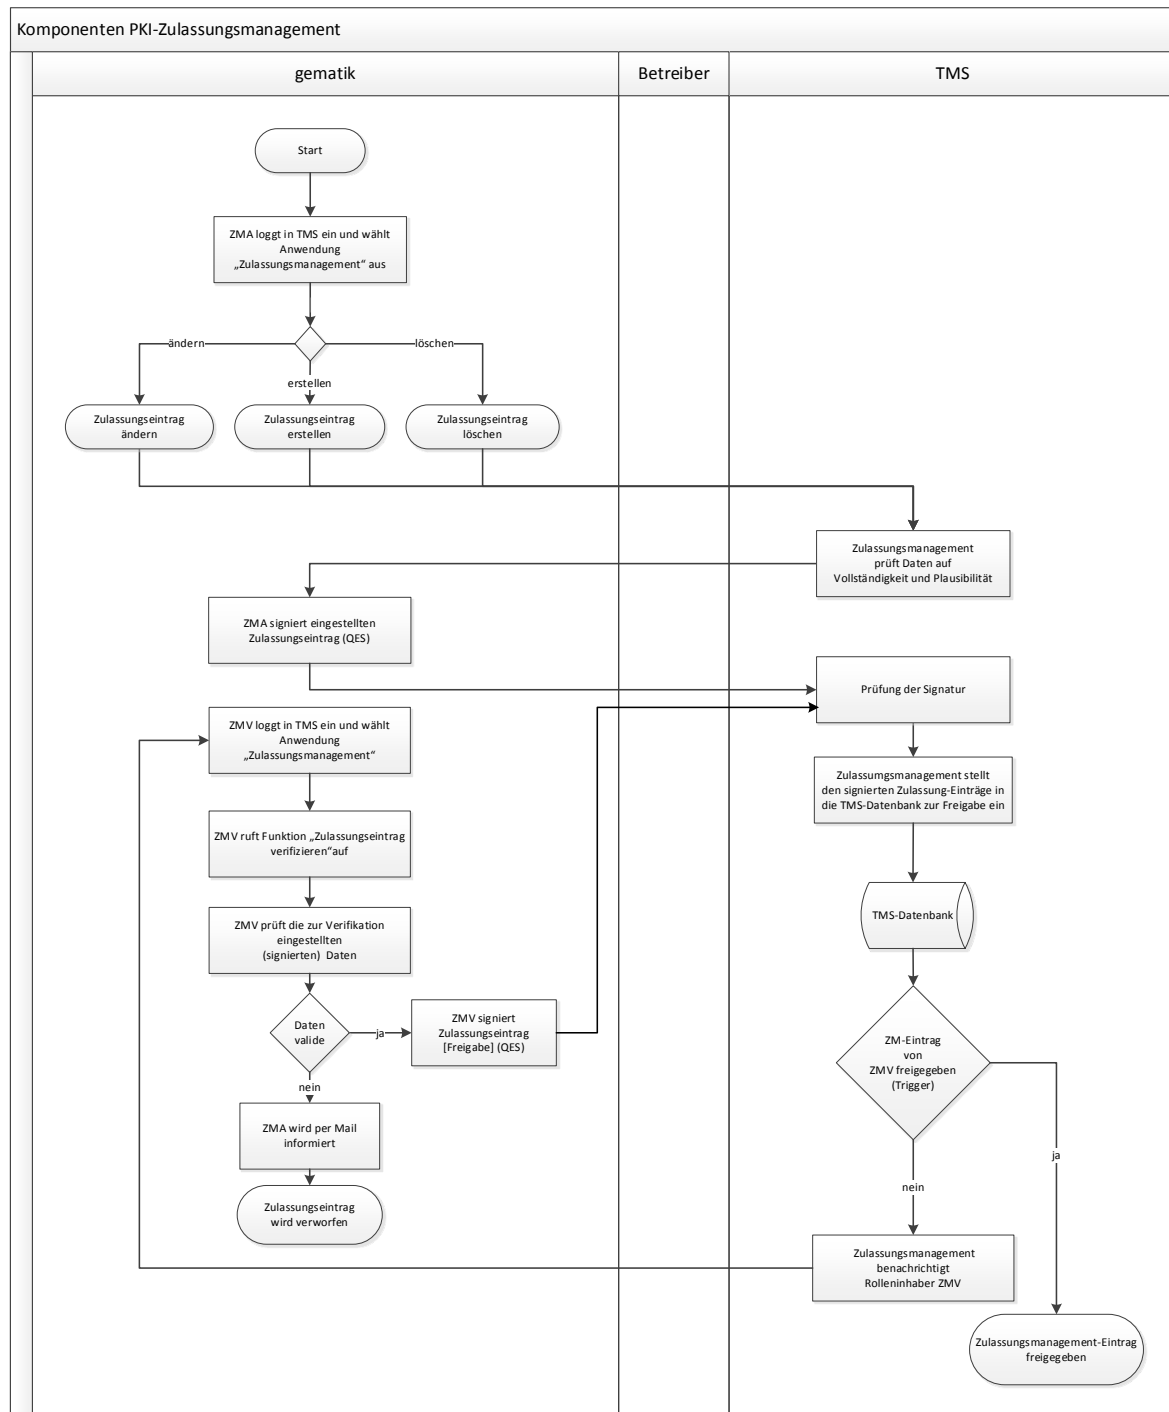 Komponenten PKI-Zulassungsmanagement
gematik
Betreiber
TMS
Start
ZMA loggt in TMS ein und wählt
Anwendung
„Zulassungsmanagement“ aus
ändern
löschen
erstellen
Zulassungseintrag
ändern
Zulassungseintrag
erstellen
Zulassungseintrag
löschen
Zulassungsmanagement
prüft Daten auf
Vollständigkeit und Plausibilität
ZMA signiert eingestellten
Zulassungseintrag (QES)
Prüfung der Signatur
ZMV loggt in TMS ein und wählt
Anwendung
„Zulassungsmanagement“
Zulassumgsmanagement stellt
den signierten Zulassung-Einträge in
die TMS-Datenbank zur Freigabe ein
ZMV ruft Funktion „Zulassungseintrag
verifizieren“auf
TMS-Datenbank
ZMV prüft die zur Verifikation
eingestellten
(signierten) Daten
Daten
valide
ja
ZMV signiert
Zulassungseintrag
[Freigabe] (QES)
ZM-Eintrag
von
ZMV freigegeben
(Trigger)
nein
ZMA wird per Mail
informiert
ja
nein
Zulassungseintrag
wird verworfen
Zulassungsmanagement
benachrichtigt
Rolleninhaber ZMV
Zulassungsmanagement-Eintrag
freigegeben